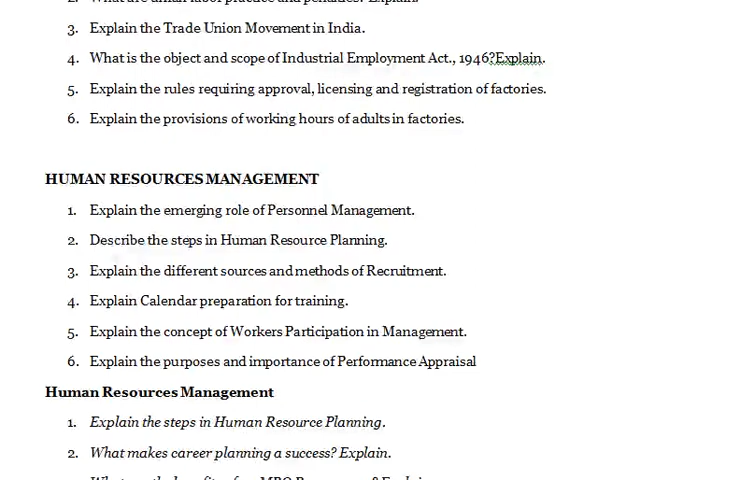 3. Explain the Trade Union Movement in India.
4. What is the object and scope of Industrial Employment Act., 1946?Explain.
5. Explain the rules requiring approval, licensing and registration of factories.
6. Explain the provisions of working hours of adults in factories.
HUMAN RESOURCES MANAGEMENT
1. Explain the emerging role of Personnel Management.
2. Describe the steps in Human Resource Planning.
3. Explain the different sources and methods of Recruitment.
4. Explain Calendar preparation for training.
5. Explain the concept of Workers Participation in Management.
6. Explain the purposes and importance of Performance Appraisal
Human Resources Management
1. Explain the steps in Human Resource Planning.
2. What makes career planning a success? Explain.